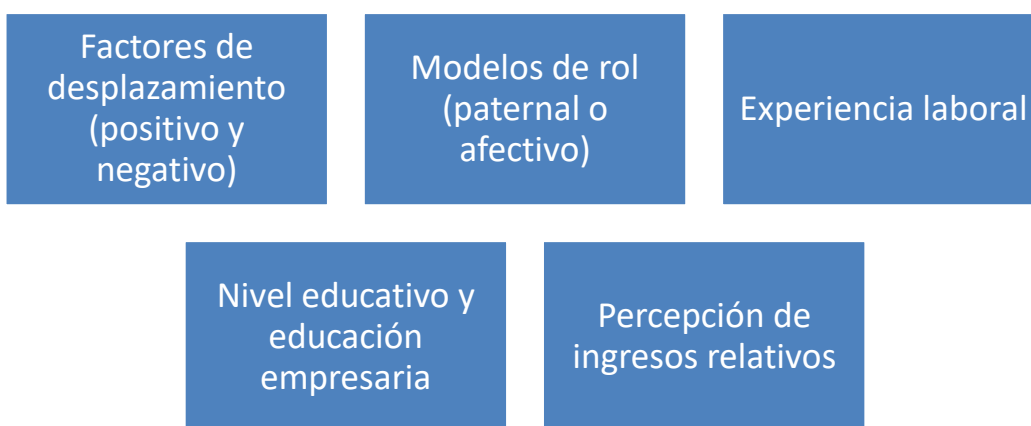 Factores de
desplazamiento
(positivo y
negativo)
Modelos de rol
(paternal o
afectivo)
Experiencia laboral
Nivel educativo y
educación
empresaria
Percepción de
ingresos relativos